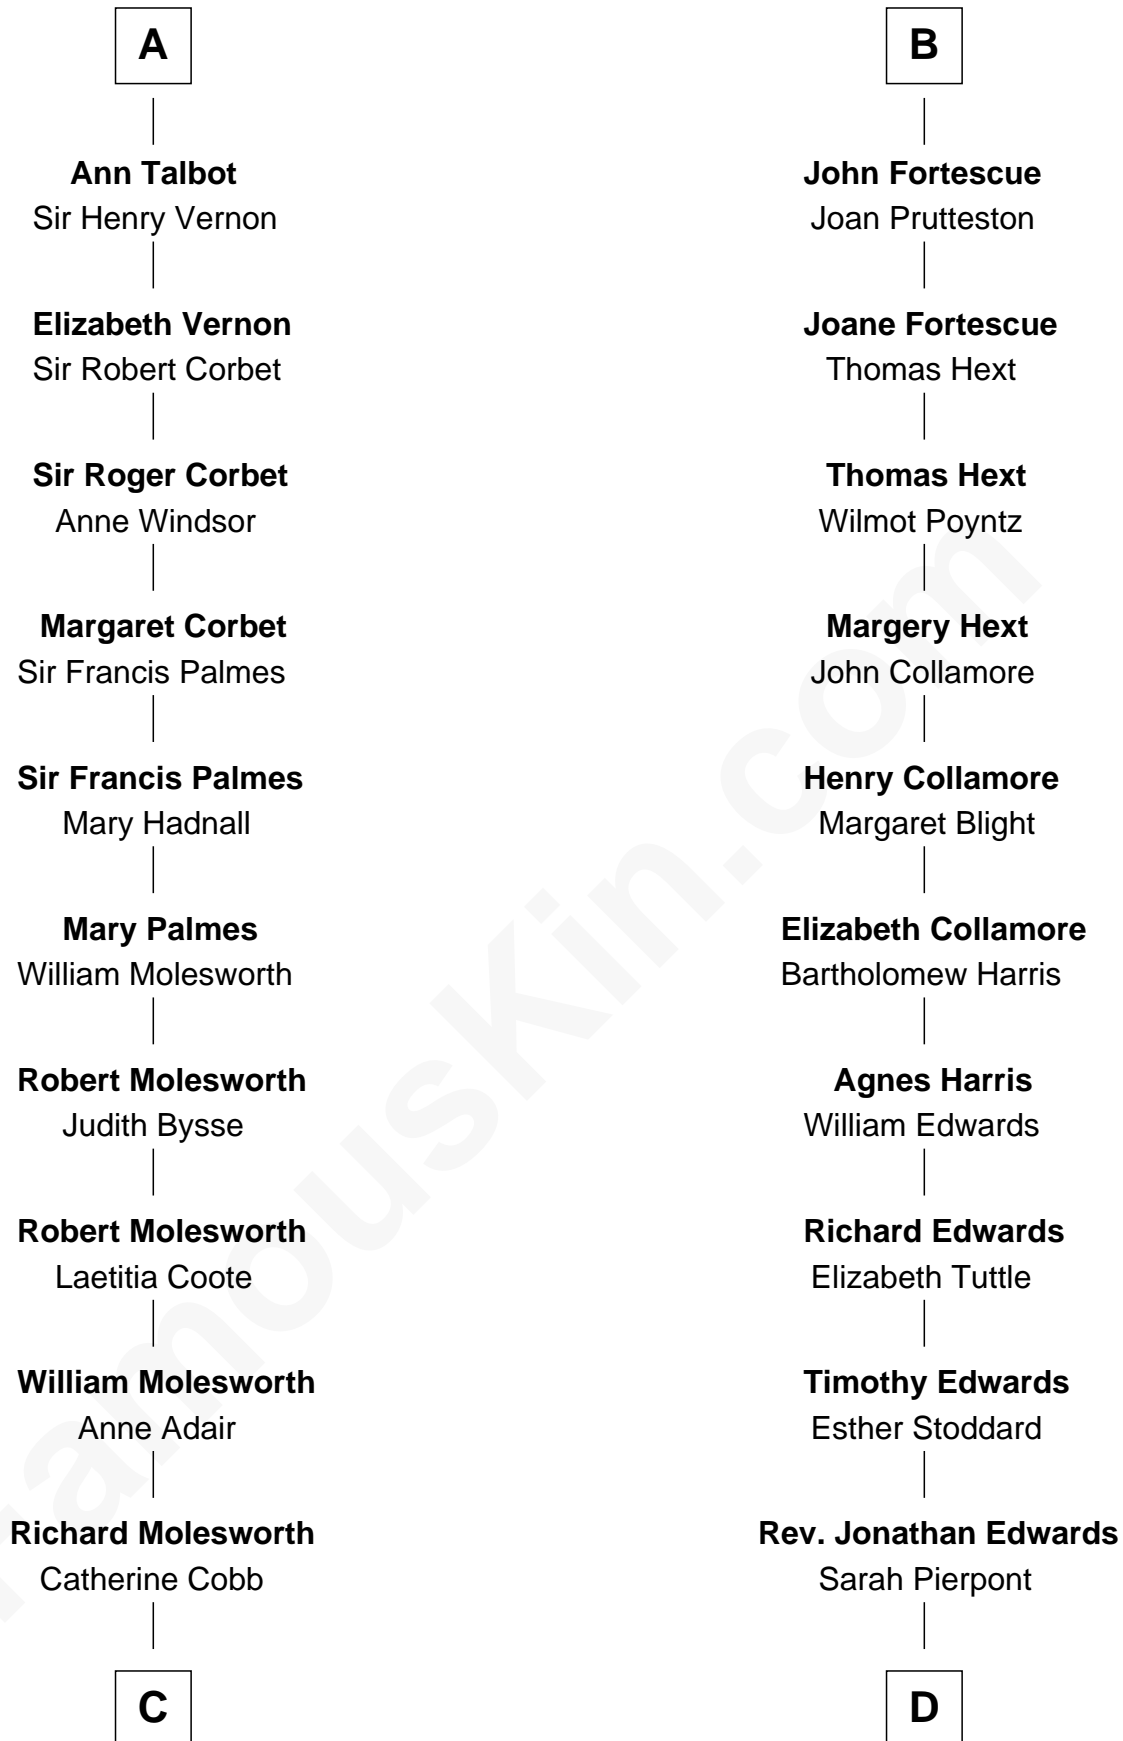 A
Ann Talbot
Sir Henry Vernon
Elizabeth Vernon
Sir Robert Corbet
Sir Roger Corbet
Anne Windsor
Margaret Corbet
Sir Francis Palmes
Sir Francis Palmes
Mary Hadnall
Mary Palmes
William Molesworth
Robert Molesworth
Judith Bysse
Robert Molesworth
Laetitia Coote
William Molesworth
Anne Adair
Richard Molesworth
Catherine Cobb
C
B
John Fortescue
Joan Prutteston
Joane Fortescue
Thomas Hext
Thomas Hext
Wilmot Poyntz
Margery Hext
John Collamore
Henry Collamore
Margaret Blight
Elizabeth Collamore
Bartholomew Harris
Agnes Harris
William Edwards
Richard Edwards
Elizabeth Tuttle
Timothy Edwards
Esther Stoddard
Rev. Jonathan Edwards
Sarah Pierpont
D
FamousKin.com